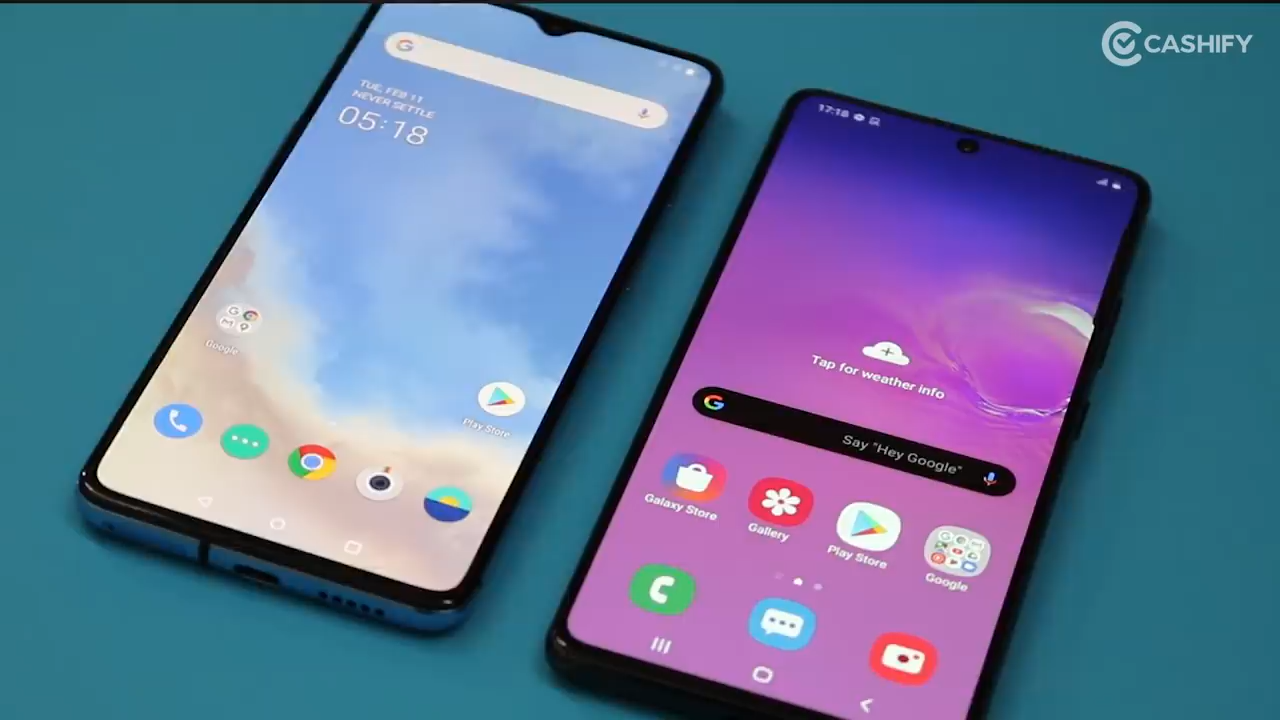 CASHIFY
TUE, FEB 11
NEVER SETTLE
05:18
Google
Play Store
17:18
Tap for weather info
Say "Hey Google"
Galaxy Store
Gallery
Play Store
Google